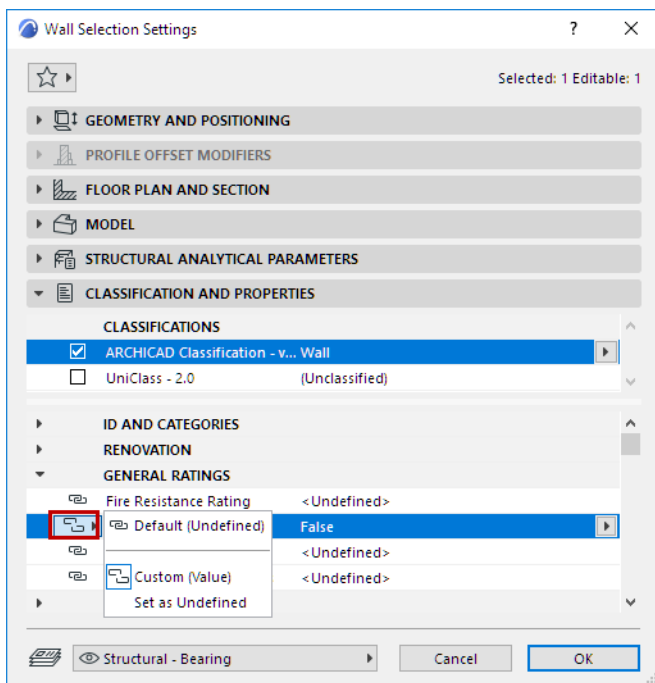 Wall Selection Settings ?
Selected: 1 Editable: 1
GEOMETRY AND POSITIONING
PROFILE OFFSET MODIFIERS
FLOOR PLAN AND SECTION
MODEL
STRUCTURAL ANALYTICAL PARAMETERS
CLASSIFICATION AND PROPERTIES
CLASSIFICATIONS
ARCHICAD Classification - v... Wall
UniClass - 2.0 (Unclassified)
ID AND CATEGORIES
RENOVATION
GENERAL RATINGS
Fire Resistance Rating <Undefined>
Default (Undefined) False
<Undefined>
Custom (Value) <Undefined>
Set as Undefined
Structural - Bearing Cancel OK